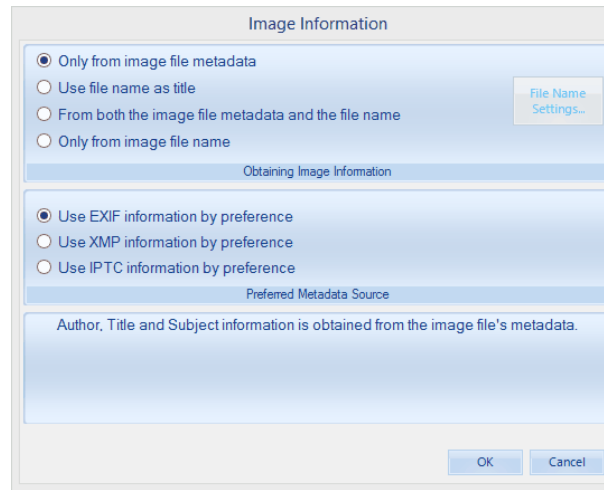 Image Information
Only from image file metadata
Use file name as title
From both the image file metadata and the file name
Only from image file name
File Name
Settings...
Obtaining Image Information
Use EXIF information by preference
Use XMP information by preference
Use IPTC information by preference
Preferred Metadata Source
Author, Title and Subject information is obtained from the image file's metadata.
OK
Cancel